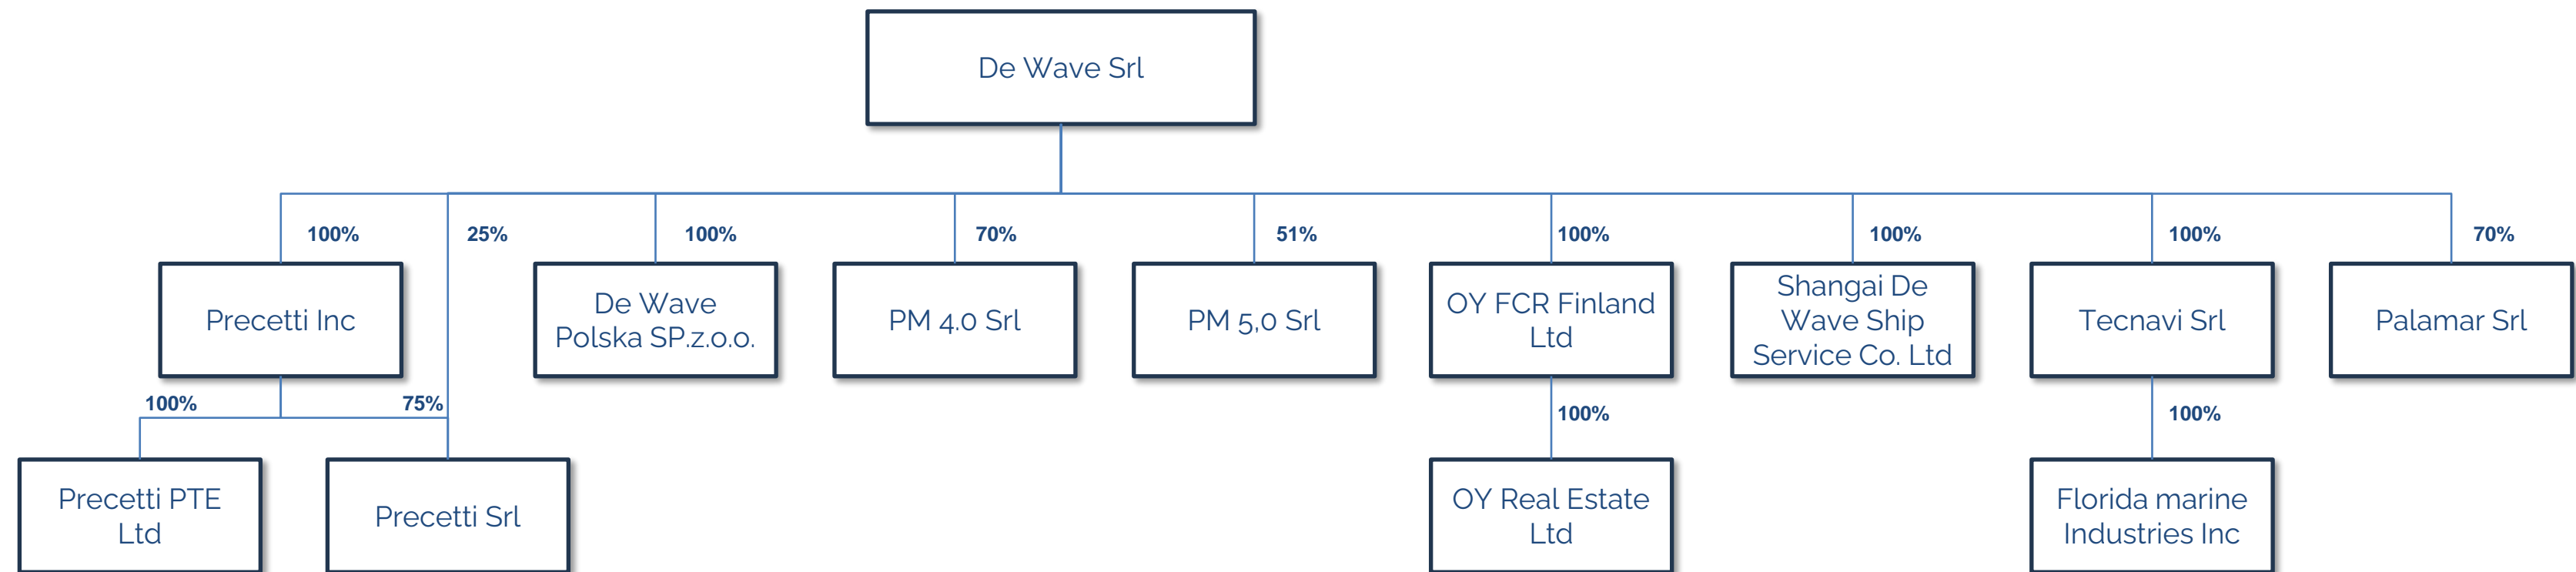 De Wave Srl
100%
25%
100%
70%
51%
100%
100%
100%
70%
Precetti Inc
De Wave
Polska SP.z.o.o.
PM 4.0 Srl
PM 5,0 Srl
OY FCR Finland
Ltd
Shangai De
Wave Ship
Service Co. Ltd
Tecnavi Srl
Palamar Srl
100%
75%
100%
100%
Precetti PTE
Ltd
Precetti Srl
OY Real Estate
Ltd
Florida marine
Industries Inc